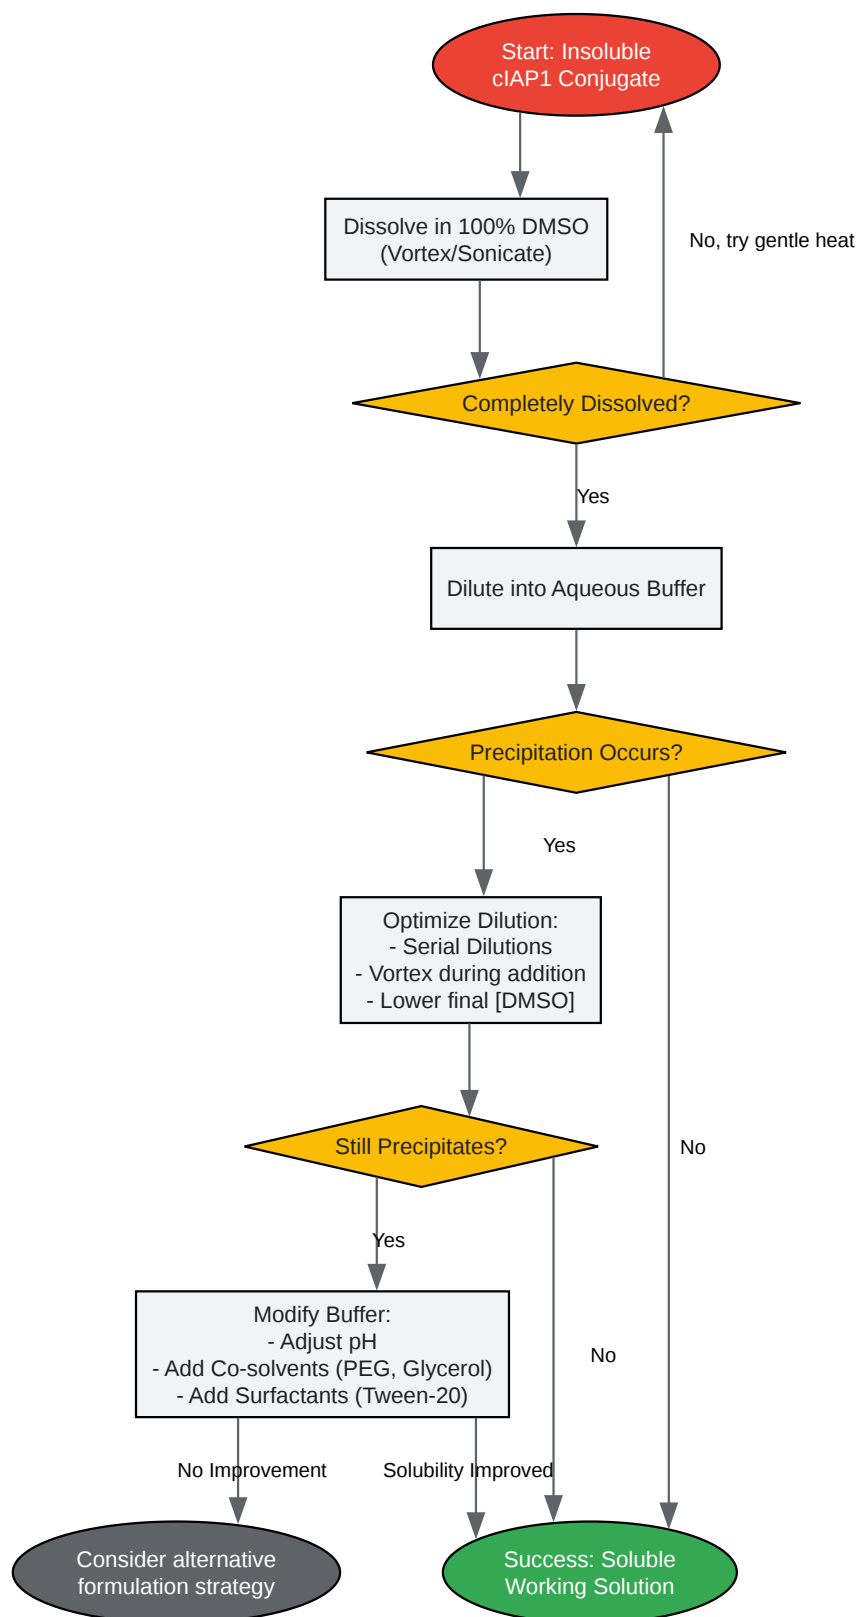 Start: Insoluble
cIAP1 Conjugate
Dissolve in 100% DMSO
(Vortex/Sonicate)
No, try gentle heat
Completely Dissolved?
Yes
Dilute into Aqueous Buffer
Precipitation Occurs?
Yes
Optimize Dilution:
- Serial Dilutions
- Vortex during addition
- Lower final [DMSO]
Still Precipitates?
No
Yes
Modify Buffer:
- Adjust pH
- Add Co-solvents (PEG, Glycerol)
- Add Surfactants (Tween-20)
No
No Improvement
Solubility Improved
Consider alternative
formulation strategy
Success: Soluble
Working Solution